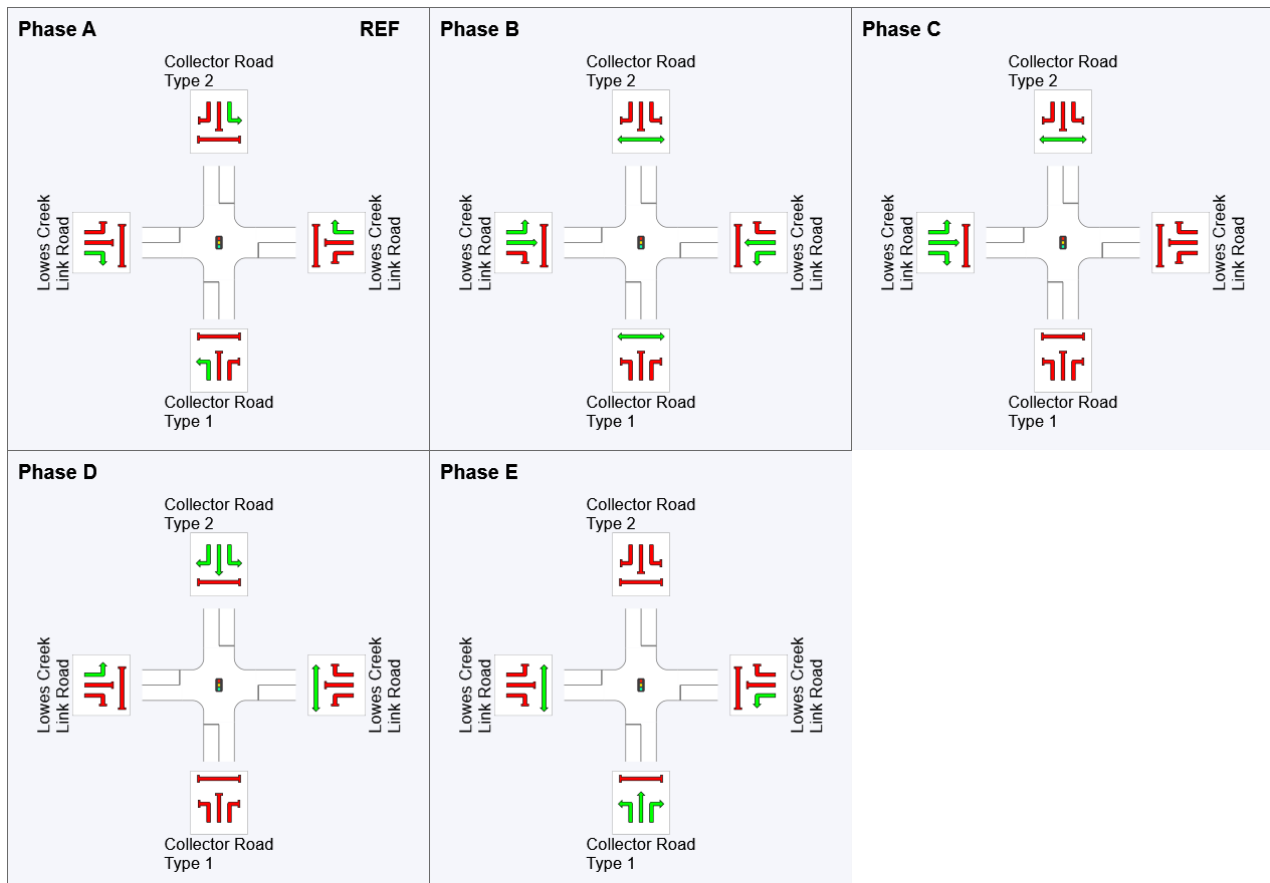 Phase A
REF
Collector Road
Type 2
Lowes Creek
Link Road
Lowes Creek
Link Road
Collector Road
Type 1
Phase B
Collector Road
Type 2
Lowes Creek
Link Road
Lowes Creek
Link Road
Collector Road
Type 1
Phase C
Collector Road
Type 2
Lowes Creek
Link Road
Lowes Creek
Link Road
Collector Road
Type 1
Phase D
Collector Road
Type 2
Lowes Creek
Link Road
Lowes Creek
Link Road
Collector Road
Type 1
Phase E
Collector Road
Type 2
Lowes Creek
Link Road
Lowes Creek
Link Road
Collector Road
Type 1